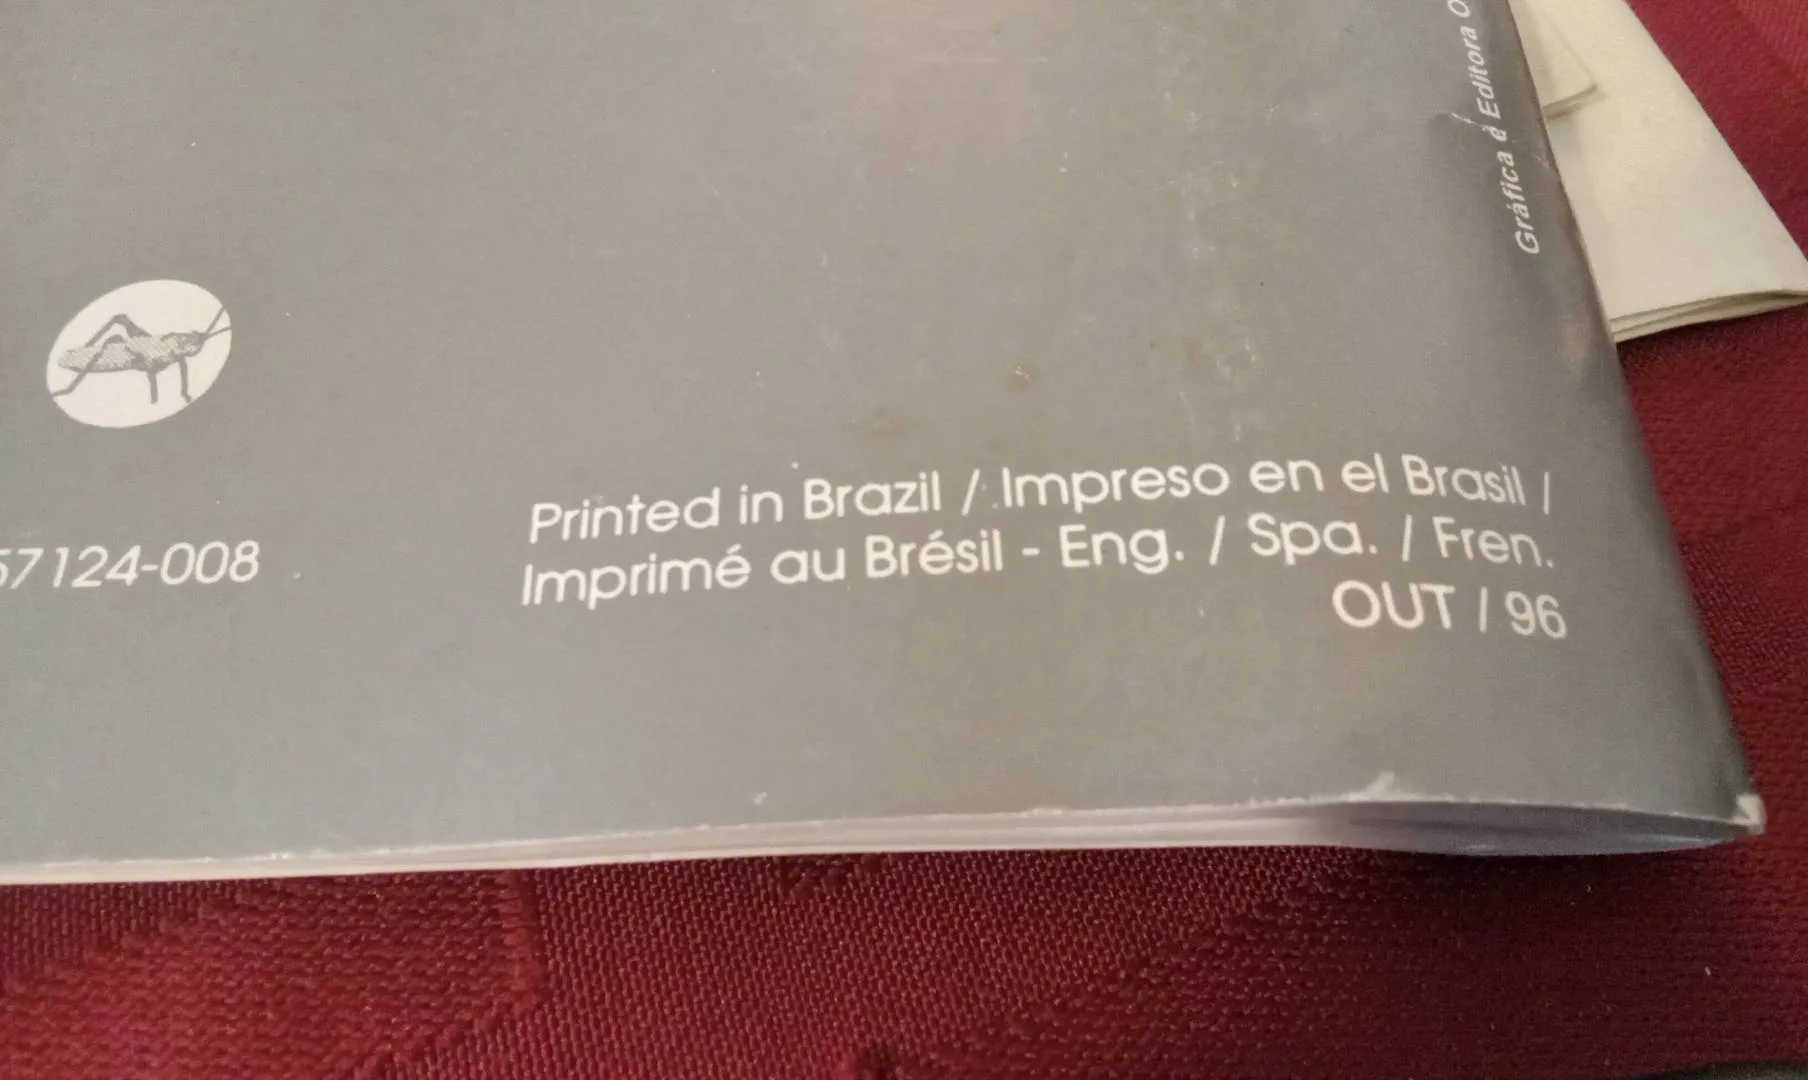 Gráfica e Editora
57124-008
Printed in Brazil / Impreso en el Brasil /
Imprimé au Brésil - Eng. / Spa. / Fren.
OUT / 96